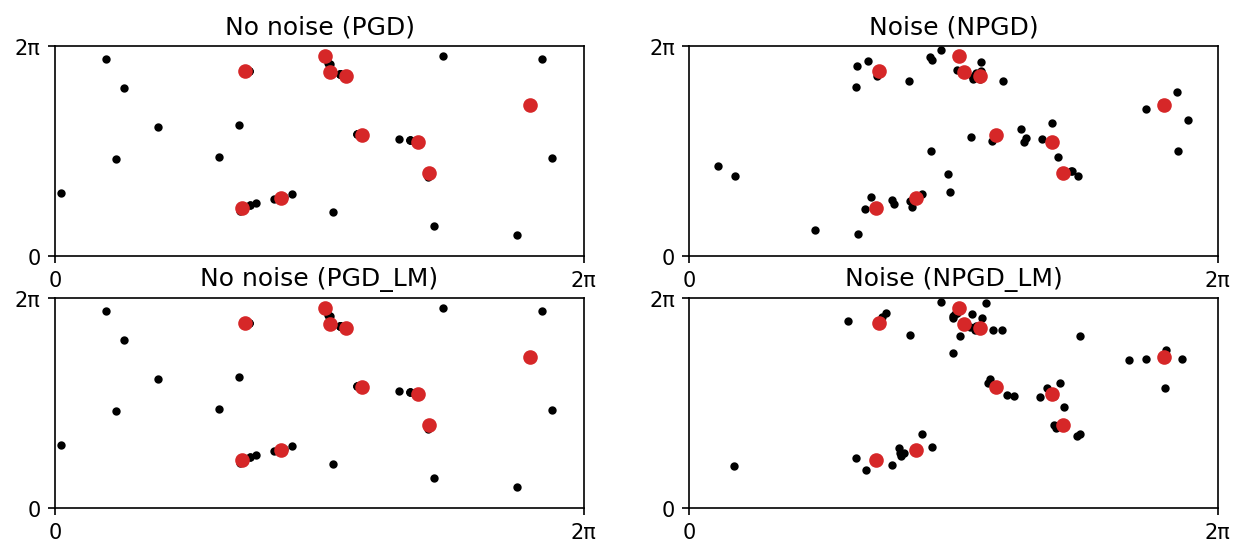 No noise (PGD)
Noise (NPGD)
2π
0
0
2π
2π
0
0
2π
No noise (PGD_LM)
Noise (NPGD_LM)
2π
0
0
2π
2π
0
0
2π